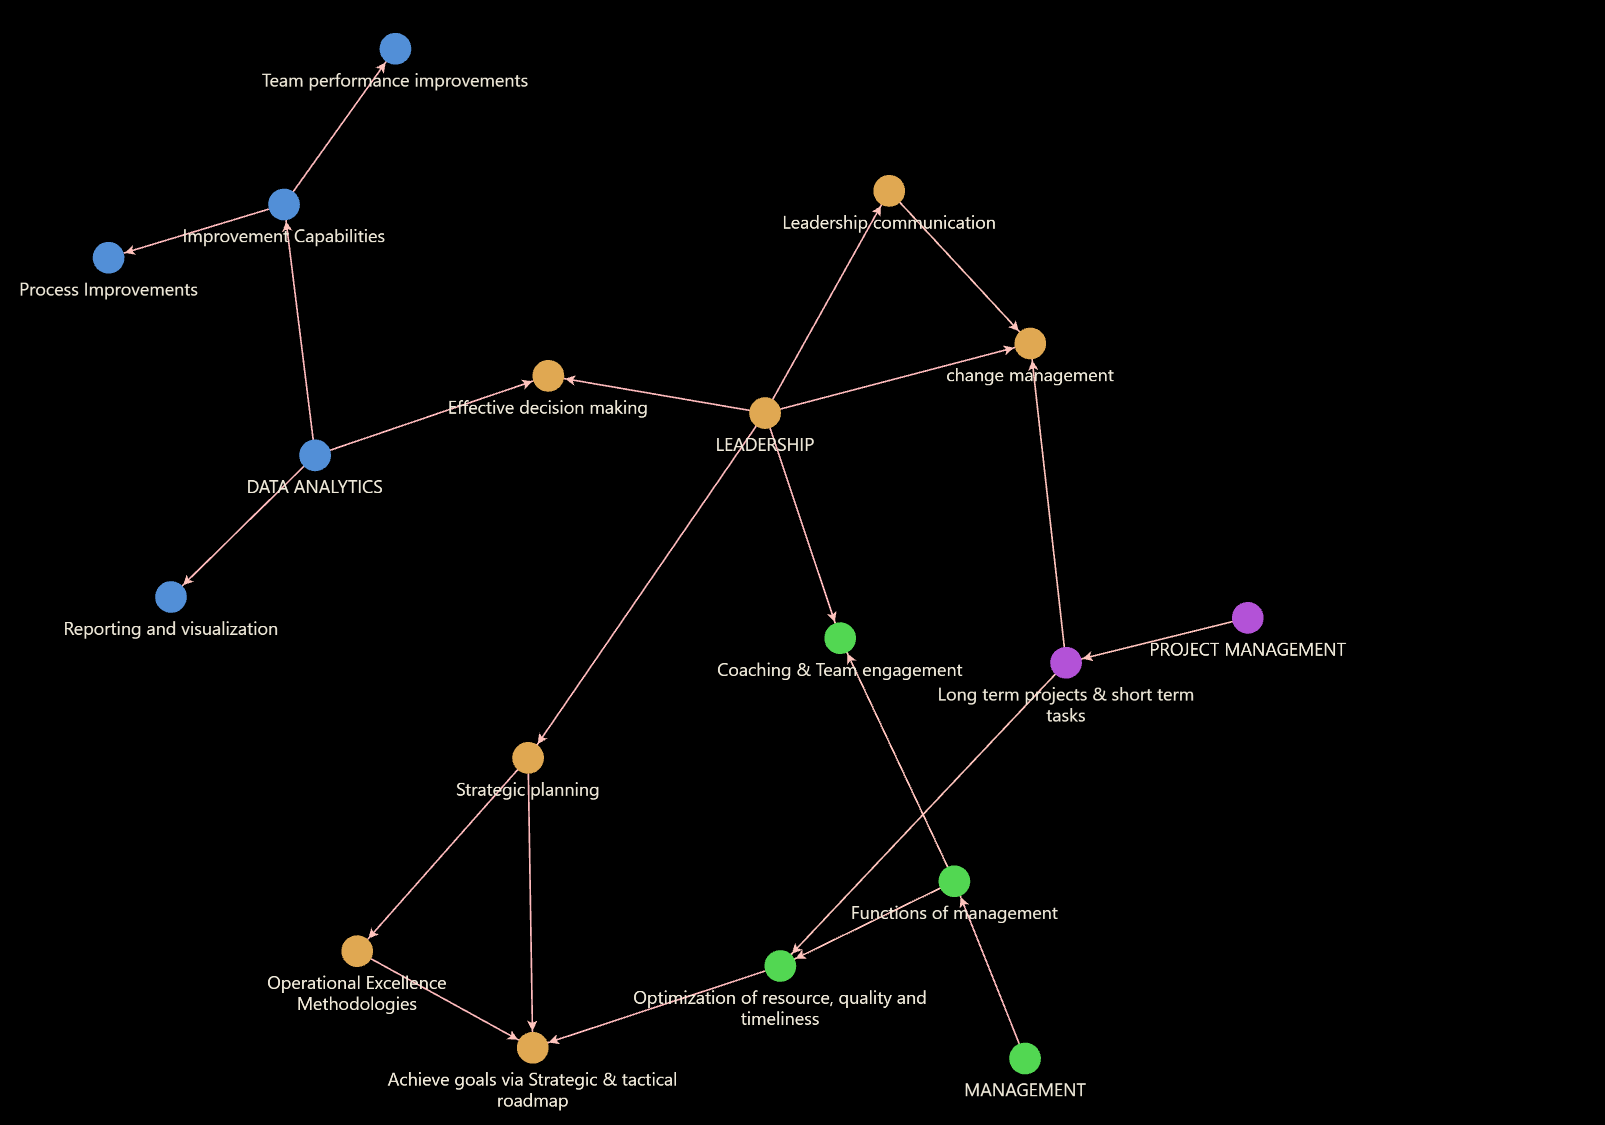 Team performance improvements
Leadership communication
Improvement Capabilities
Process Improvements
change management
Effective decision making
LEADERSHIP
DATA ANALYTICS
Reporting and visualization
PROJECT MANAGEMENT
Coaching & Team engagement
Long term projects & short term
tasks
Strategic planning
Functions of management
Operational Excellence
Methodologies
Optimization of resource, quality and
timeliness
Achieve goals via Strategic & tactical
roadmap
MANAGEMENT